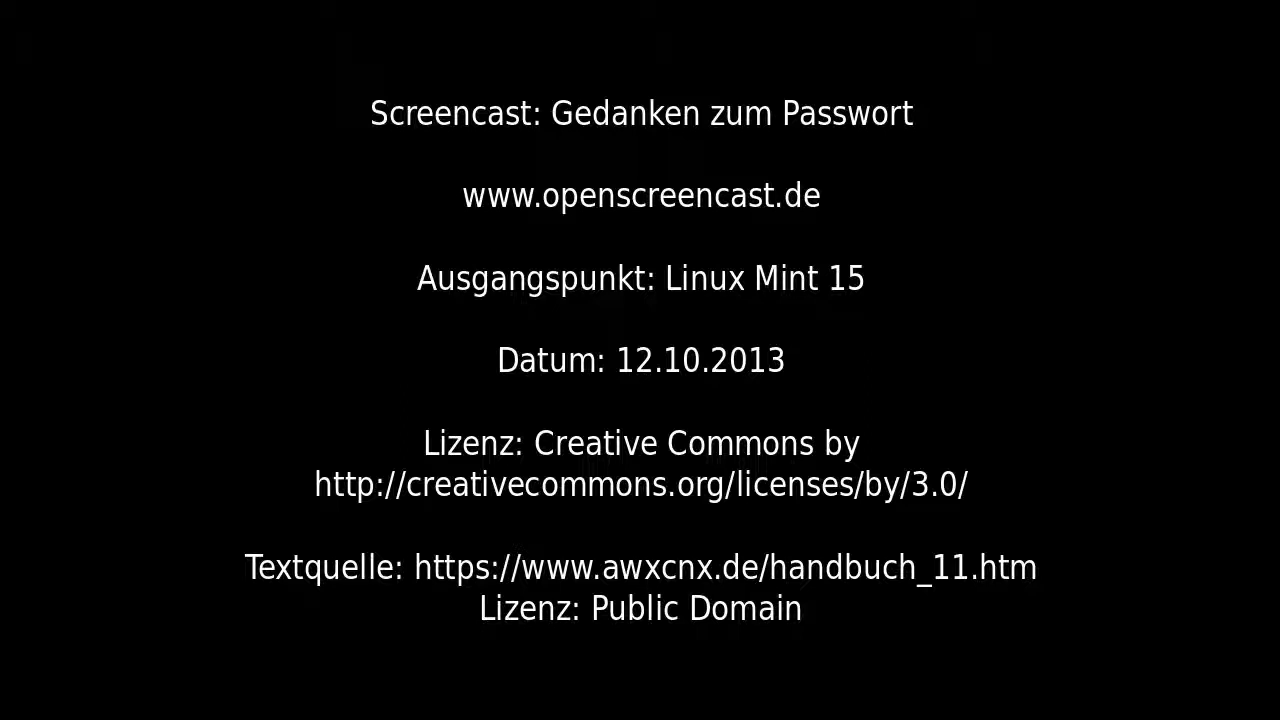 Screencast: Gedanken zum Passwort
www.openscreencast.de
Ausgangspunkt: Linux Mint 15
Datum: 12.10.2013
Lizenz: Creative Commons by
http://creativecommons.org/licenses/by/3.0/
Textquelle: https://www.awxcnx.de/handbuch_11.htm
Lizenz: Public Domain